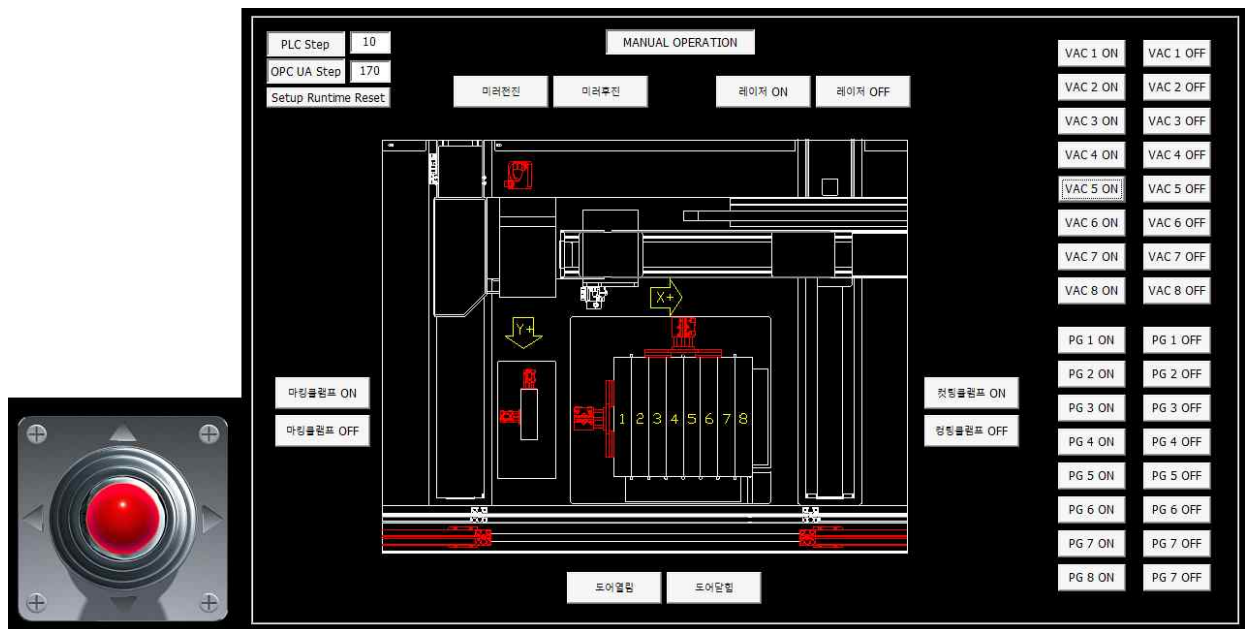 PLC Step 10
MANUAL OPERATION
OPC UA Step 170
Setup Runtime Reset
미러전진 미러후진 레이저 ON 레이저 OFF
VAC 1 ON VAC 1 OFF
VAC 2 ON VAC 2 OFF
VAC 3 ON VAC 3 OFF
VAC 4 ON VAC 4 OFF
VAC 5 ON VAC 5 OFF
VAC 6 ON VAC 6 OFF
VAC 7 ON VAC 7 OFF
VAC 8 ON VAC 8 OFF
X+
Y+
1 2 3 4 5 6 7 8
마킹클램프 ON
마킹클램프 OFF
컷팅클램프 ON
컷팅클램프 OFF
PG 1 ON PG 1 OFF
PG 2 ON PG 2 OFF
PG 3 ON PG 3 OFF
PG 4 ON PG 4 OFF
PG 5 ON PG 5 OFF
PG 6 ON PG 6 OFF
PG 7 ON PG 7 OFF
PG 8 ON PG 7 OFF
도어열림 도어닫힘